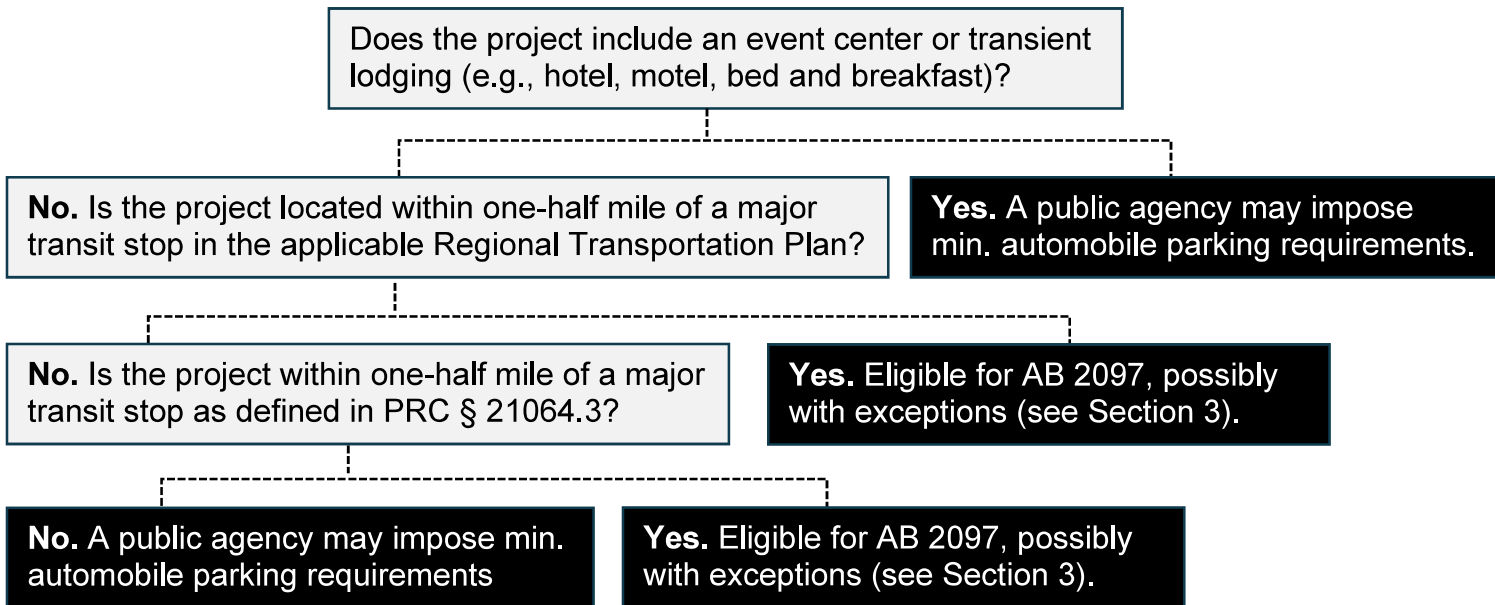 Does the project include an event center or transient
lodging (e.g., hotel, motel, bed and breakfast)?
No. Is the project located within one-half mile of a major
transit stop in the applicable Regional Transportation Plan?
Yes. A public agency may impose
min. automobile parking requirements.
No. Is the project within one-half mile of a major
transit stop as defined in PRC § 21064.3?
Yes. Eligible for AB 2097, possibly
with exceptions (see Section 3).
No. A public agency may impose min.
automobile parking requirements
Yes. Eligible for AB 2097, possibly
with exceptions (see Section 3).